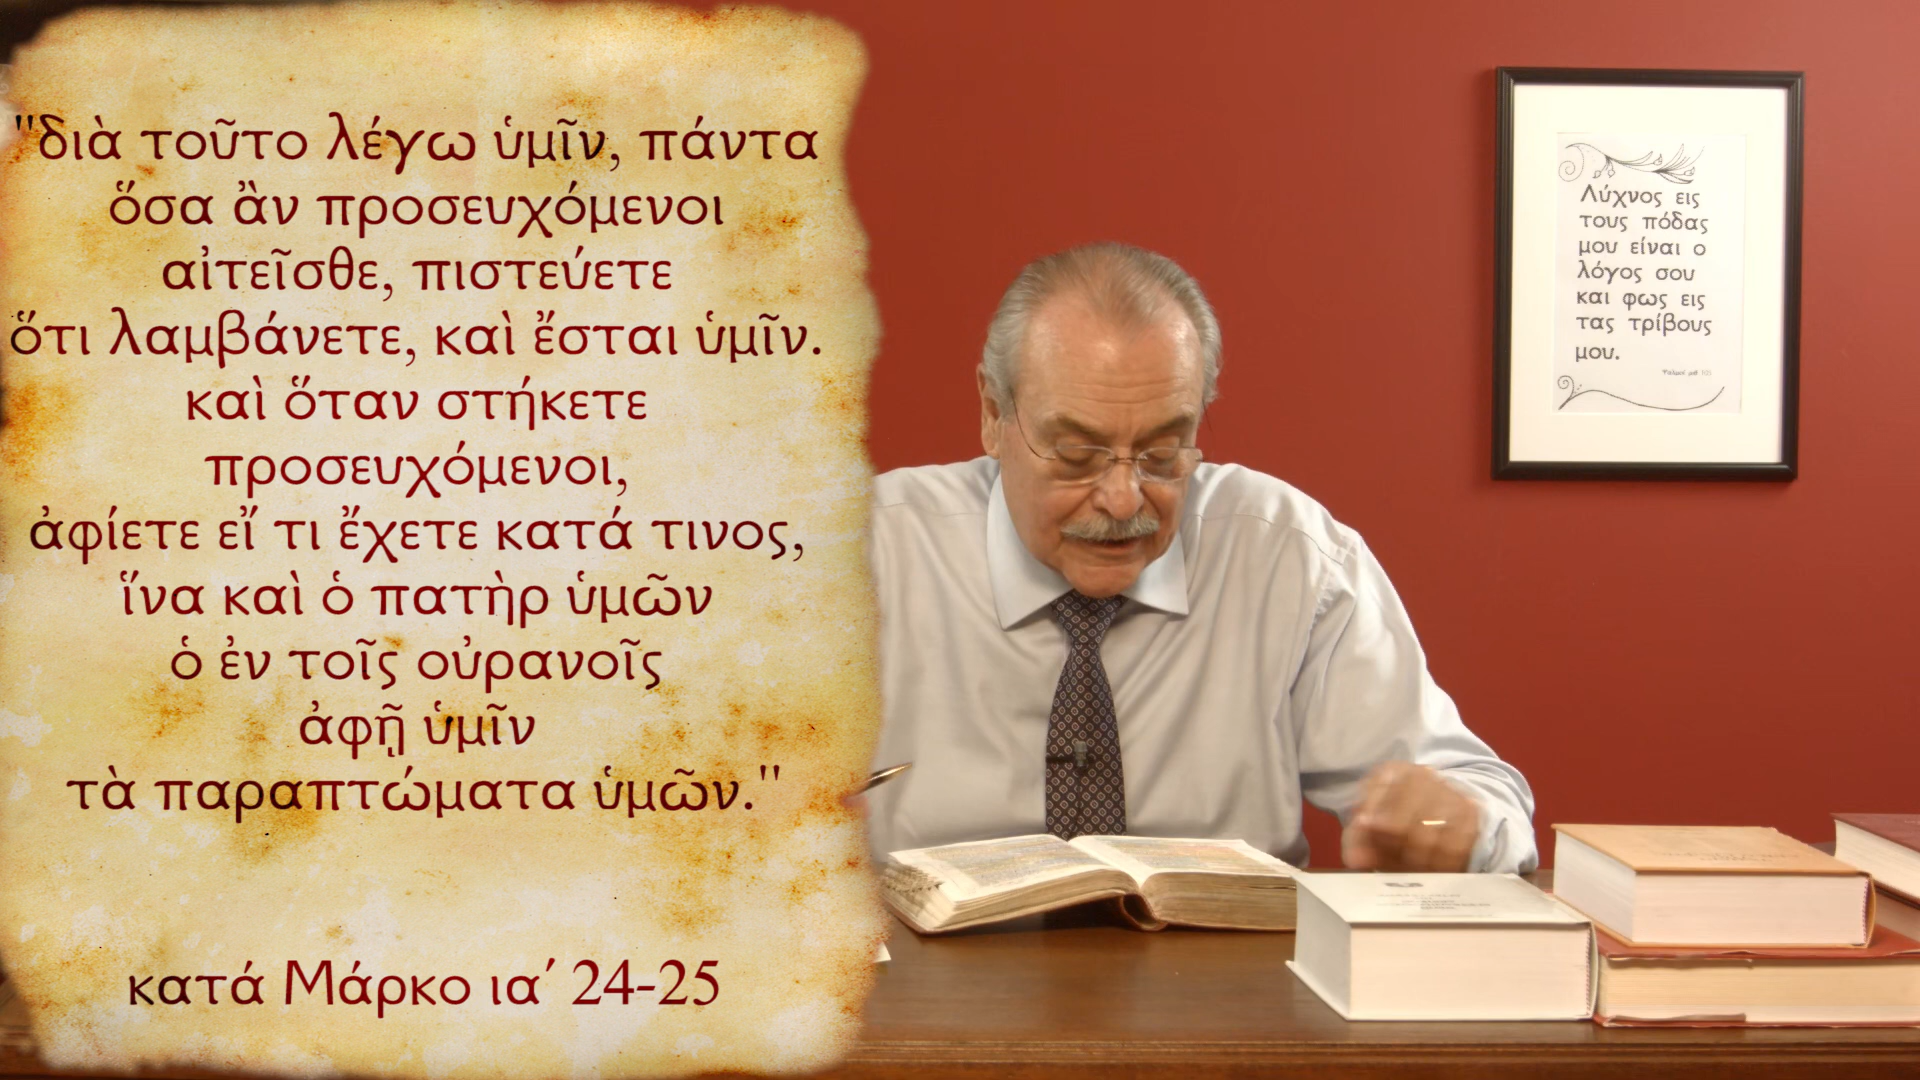 "διὰ τοῦτο λέγω ὑμῖν, πάντα
ὅσα ἂν προσευχόμενοι
αἰτεῖσθε, πιστεύετε
ὅτι λαμβάνετε, καὶ ἔσται ὑμῖν.
καὶ ὅταν στήκετε
προσευχόμενοι,
ἀφίετε εἴ τι ἔχετε κατά τινος,
ἵνα καὶ ὁ πατὴρ ὑμῶν
ὁ ἐν τοῖς οὐρανοῖς
ἀφῇ ὑμῖν
τὰ παραπτώματα ὑμῶν."
κατά Μάρκο ια΄ 24-25
Λύχνος εις
τους πόδας
μου είναι ο
λόγος σου
και φως εις
τας τρίβους
μου.